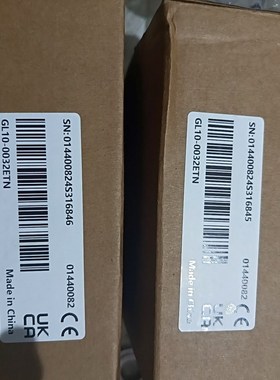 SN:014400824S316846
GL10-0032ETN
01440082
CE
UK
CA
Made in China
SN:014400824S316845
GL10-0032ETN
01440082
CE
UK
CA
Made in China